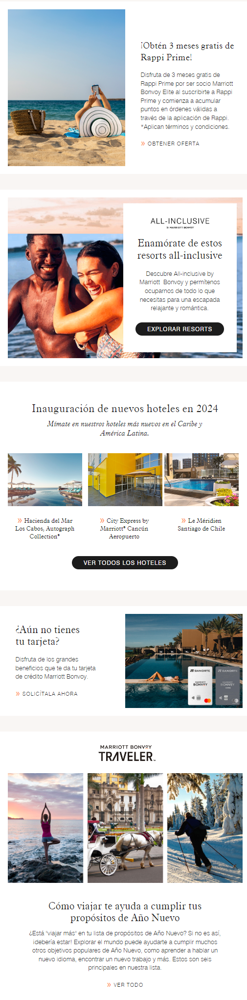 ¡Obtén 3 meses gratis de
Rappi Prime!
Disfruta de 3 meses gratis de
Rappi Prime por ser socio Marriott
Bonvoy Elite al suscribirte a Rappi
Prime y comienza a acumular
puntos en órdenes válidas a
través de la aplicación de Rappi.
*Aplican términos y condiciones.
» OBTENER OFERTA
ALL-INCLUSIVE
BY MARRIOTT BONVOY
Enamórate de estos
resorts all-inclusive
Descubre All-inclusive by
Marriott Bonvoy y permítenos
ocuparnos de todo lo que
necesitas para una escapada
relajante y romántica.
EXPLORAR RESORTS
Inauguración de nuevos hoteles en 2024
Mímate en nuestros hoteles más nuevos en el Caribe y
América Latina.
» Hacienda del Mar
Los Cabos, Autograph
Collection®
» City Express by
Marriott® Cancún
Aeropuerto
» Le Méridien
Santiago de Chile
VER TODOS LOS HOTELES
¿Aún no tienes
tu tarjeta?
Disfruta de los grandes
beneficios que te da tu tarjeta
de crédito Marriott Bonvoy.
» SOLICÍTALA AHORA
BANORTE
MARRIOTT
BONVOY
BANORTE
MARRIOTT
BONVOY
MARRIOTT BONVOY
TRAVELER™
Cómo viajar te ayuda a cumplir tus
propósitos de Año Nuevo
¿Está "viajar más" en tu lista de propósitos de Año Nuevo? Si no es así,
¡debería estar! Explorar el mundo puede ayudarte a cumplir muchos
otros objetivos populares de Año Nuevo, como aprender a hablar un
nuevo idioma, encontrar un nuevo trabajo y más. Estos son seis
principales en nuestra lista.
» VER TODO